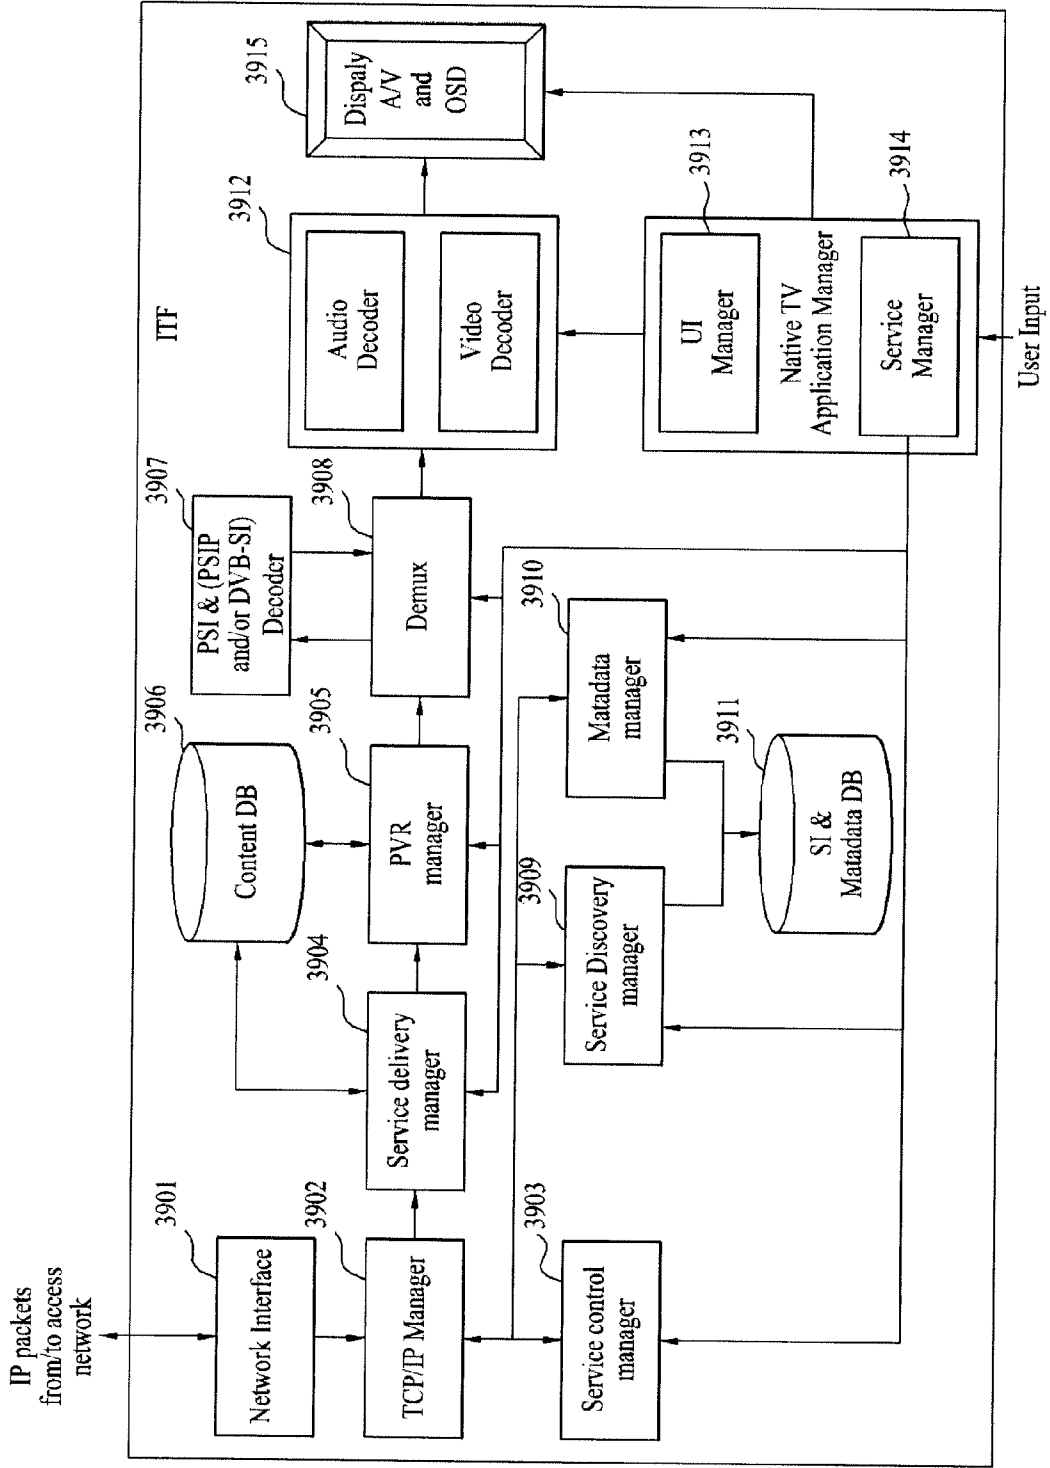 ITF
IP packets
from/to access
network
3901
Network Interface
3902
TCP/IP Manager
3903
Service control
manager
3904
Service delivery
manager
3905
PVR
manager
3906
Content DB
3907
PSI & (PSIP
and/or DVB-SI)
Decoder
3908
Demux
3909
Service Discovery
manager
3910
Matadata
manager
3911
SI &
Matadata DB
3912
Audio
Decoder
Video
Decoder
3915
Dispaly
A/V
and
OSD
3913
UI
Manager
Native TV
Application Manager
3914
Service
Manager
User Input